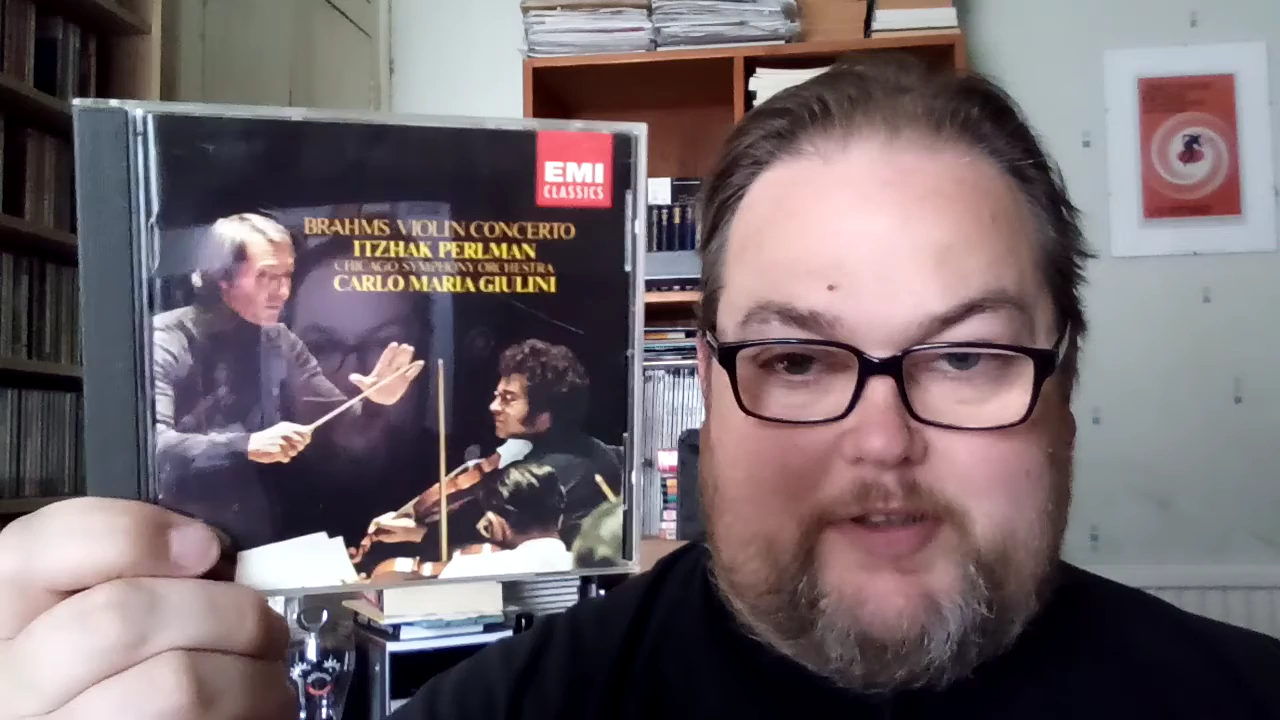 EMI
CLASSICS
BRAHMS VIOLIN CONCERTO
ITZHAK PERLMAN
CHICAGO SYMPHONY ORCHESTRA
CARLO MARIA GIULINI